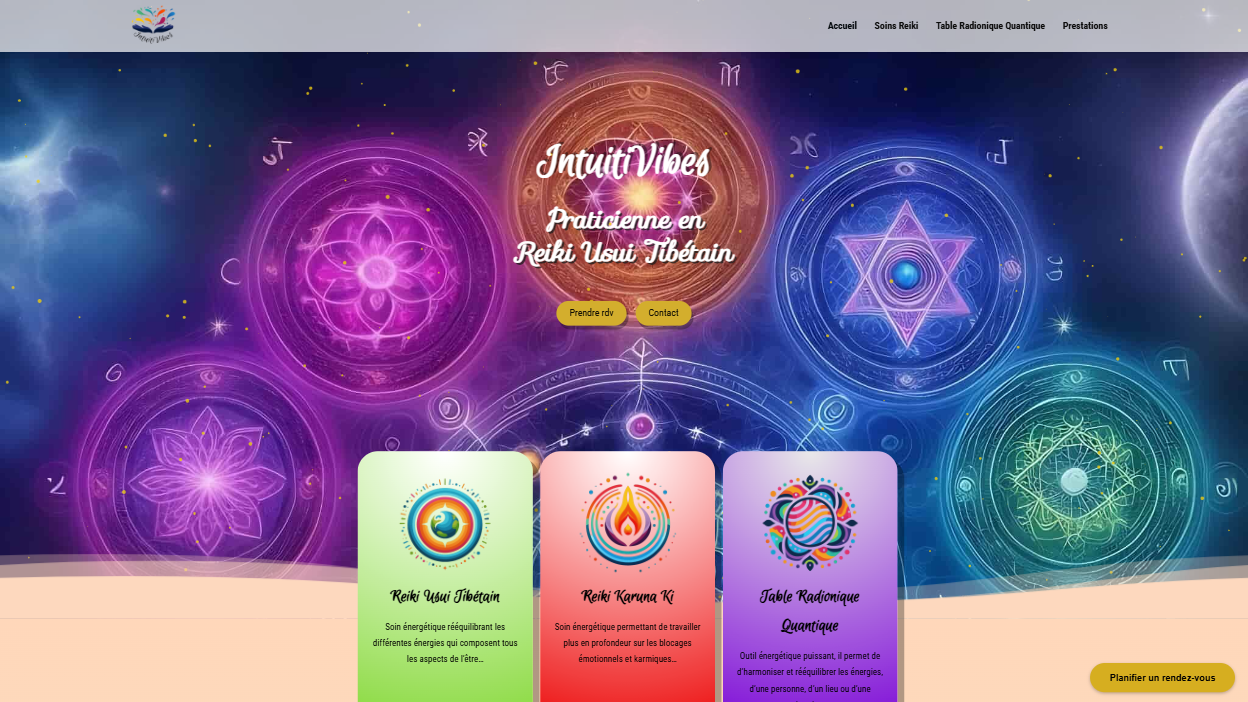 IntuitiVibes
Accueil
Soins Reiki
Table Radionique Quantique
Prestations
IntuitiVibes
Praticienne en
Reiki Usui Tibétain
Prendre rdv
Contact
Reiki Usui Tibétain
Soin énergétique rééquilibrant les
différentes énergies qui composent tous
les aspects de l'être...
Reiki Karuna Ki
Soin énergétique permettant de travailler
plus en profondeur sur les blocages
émotionnels et karmiques...
Table Radionique
Quantique
Outil énergétique puissant, il permet de
d'harmoniser et rééquilibrer les énergies,
d'une personne, d'un lieu ou d'une
Planifier un rendez-vous